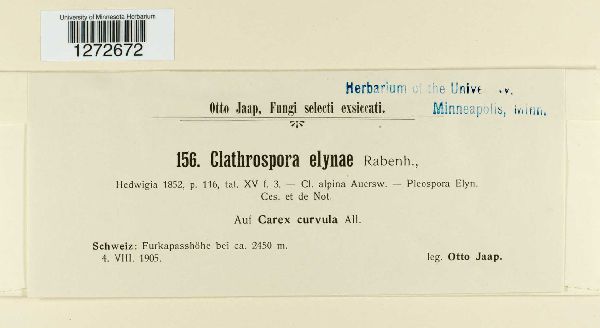 University of Minnesota Herbarium
1272672
Herbarium of the
Minneapolis, Minn.
Otto Jaap, Fungi selecti exsiccati.
156. Clathrospora elynae Rabenh.,
Hedwigia 1852, p. 116, taf. XV f. 3. — Cl. alpina Auersw. — Pleospora Elyn.
Ces. et de Not.
Auf Carex curvula All.
Schweiz: Furkapasshöhe bei ca. 2450 m.
4. VIII. 1905.
leg. Otto Jaap.